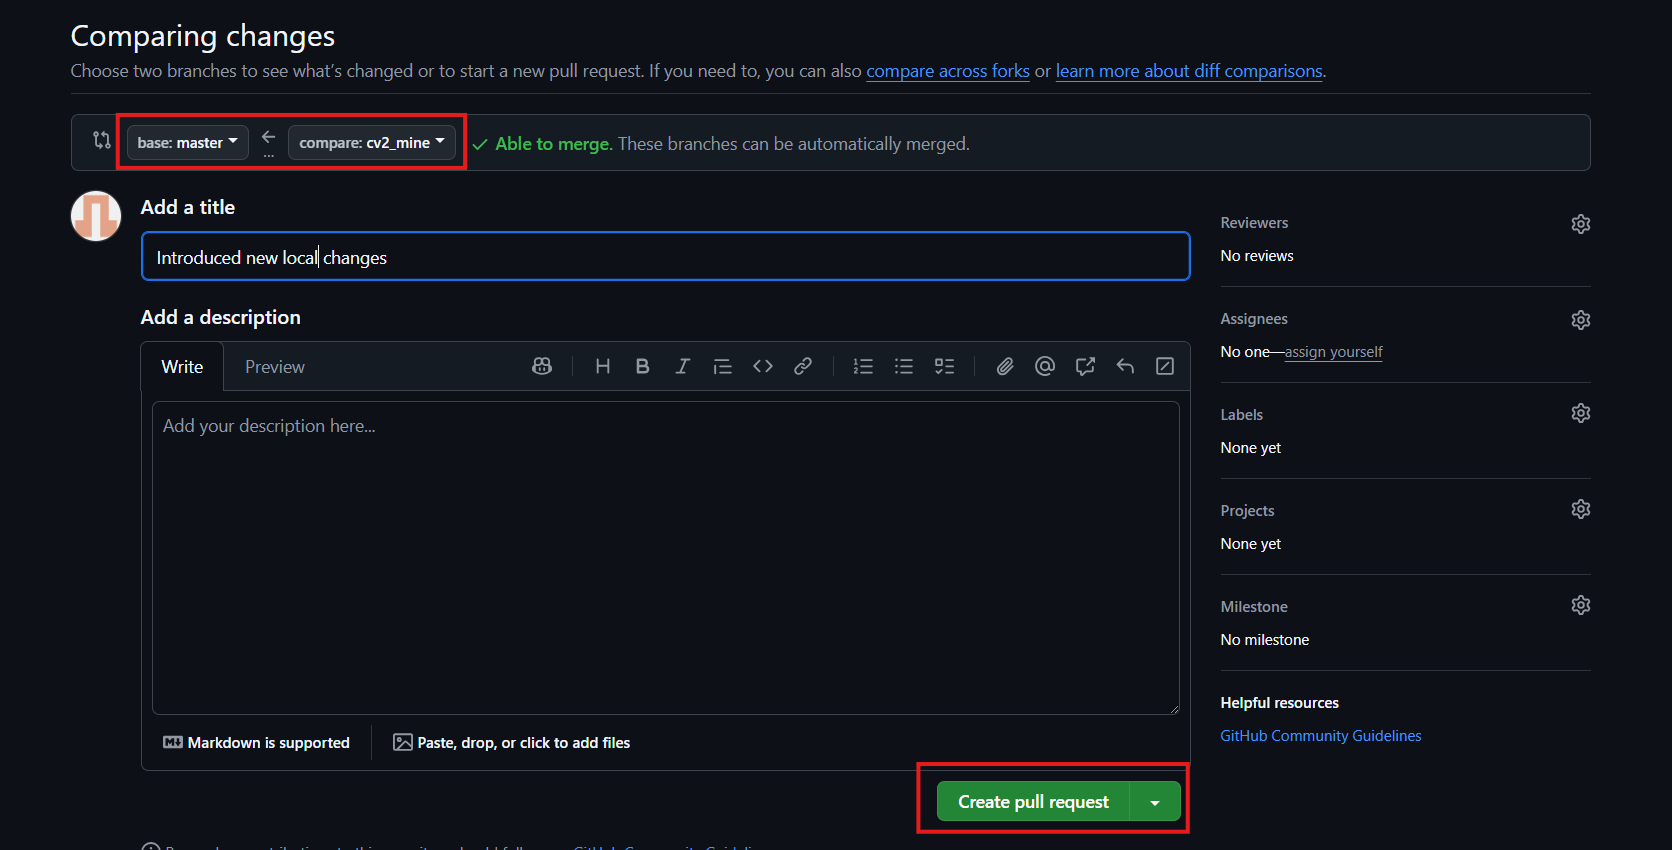 Comparing changes
Choose two branches to see what's changed or to start a new pull request. If you need to, you can also compare across forks or learn more about diff comparisons.
base: master
...
compare: cv2_mine
Able to merge. These branches can be automatically merged.
Add a title
Introduced new local changes
Add a description
Write
Preview
Add your description here...
Markdown is supported
Paste, drop, or click to add files
Create pull request
Reviewers
No reviews
Assignees
No one—assign yourself
Labels
None yet
Projects
None yet
Milestone
No milestone
Helpful resources
GitHub Community Guidelines